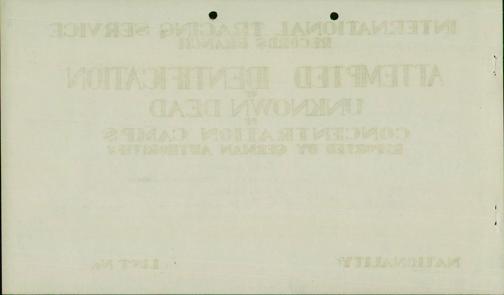 INTERNATIONAL TRACING SERVICE
RECORDS BRANCH
ATTEMPTED IDENTIFICATION
OF
UNKNOWN DEAD
IN
CONCENTRATION CAMPS
REPORTED BY GERMAN AUTHORITIES
NATIONALITY: LIST No.